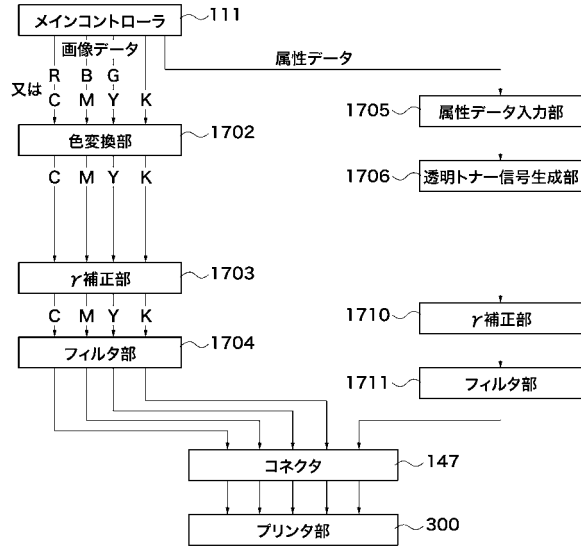 メインコントローラ 111
画像データ
属性データ
R B G
又は
C M Y K
1705 属性データ入力部
色変換部 1702
C M Y K
1706 透明トナー信号生成部
γ補正部 1703
C M Y K
1710 γ補正部
フィルタ部 1704
1711 フィルタ部
コネクタ 147
プリンタ部 300